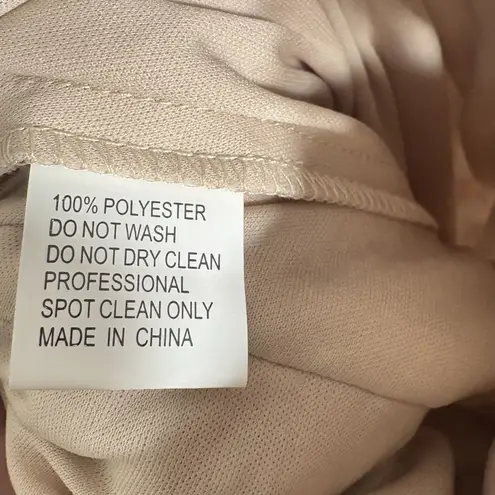 100% POLYESTER
DO NOT WASH
DO NOT DRY CLEAN
PROFESSIONAL
SPOT CLEAN ONLY
MADE IN CHINA